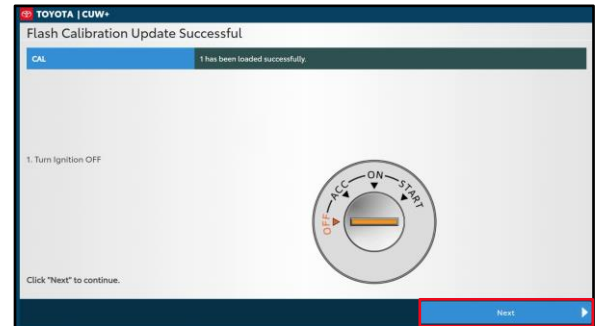 TOYOTA | CUW+
Flash Calibration Update Successful
CAL
1 has been loaded successfully.
1. Turn Ignition OFF
OFF ACC ON START
Click "Next" to continue.
Next